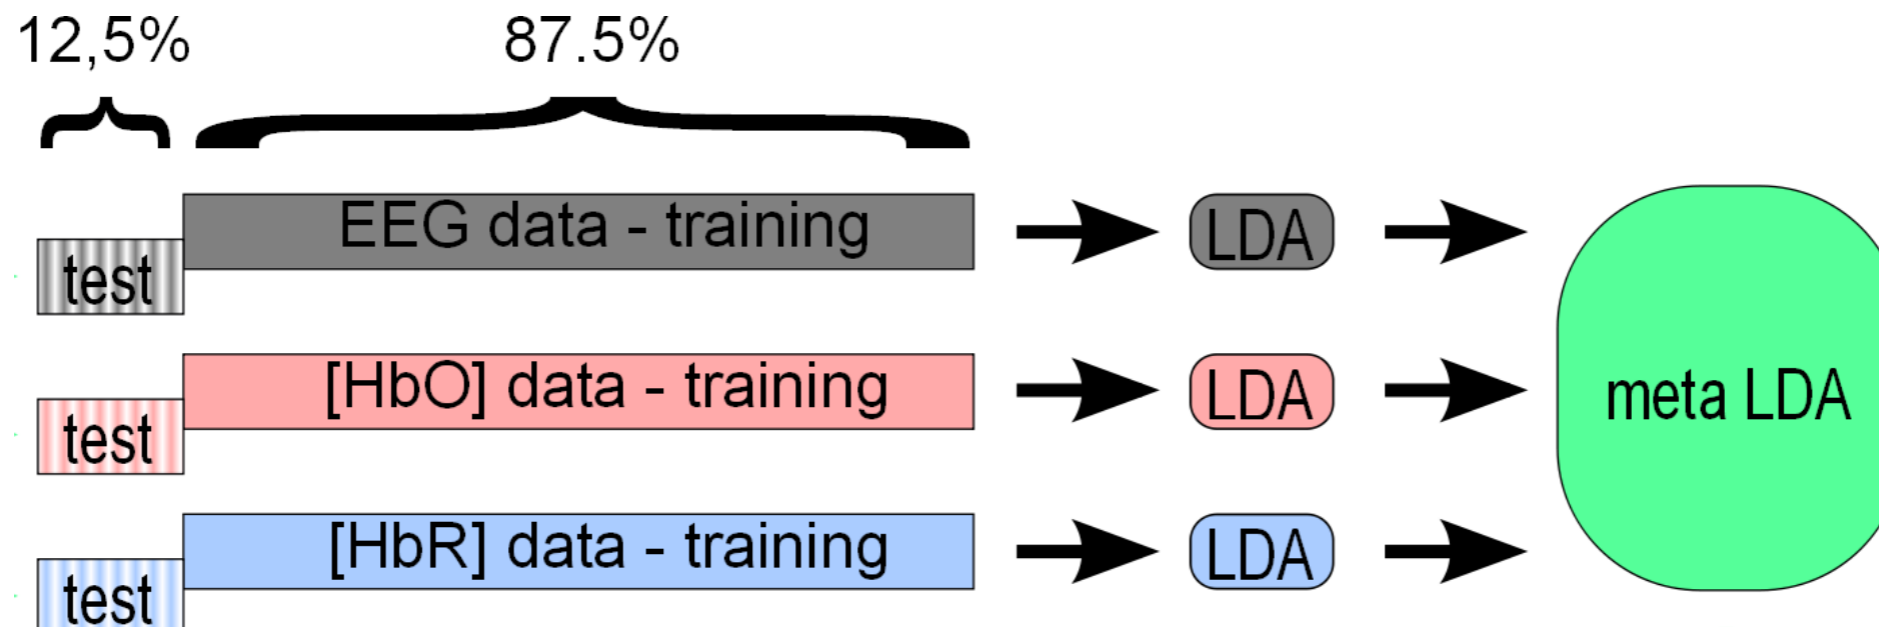 12,5% 87.5%
EEG data - training LDA
test
[HbO] data - training LDA
meta LDA
test
[HbR] data - training LDA
test